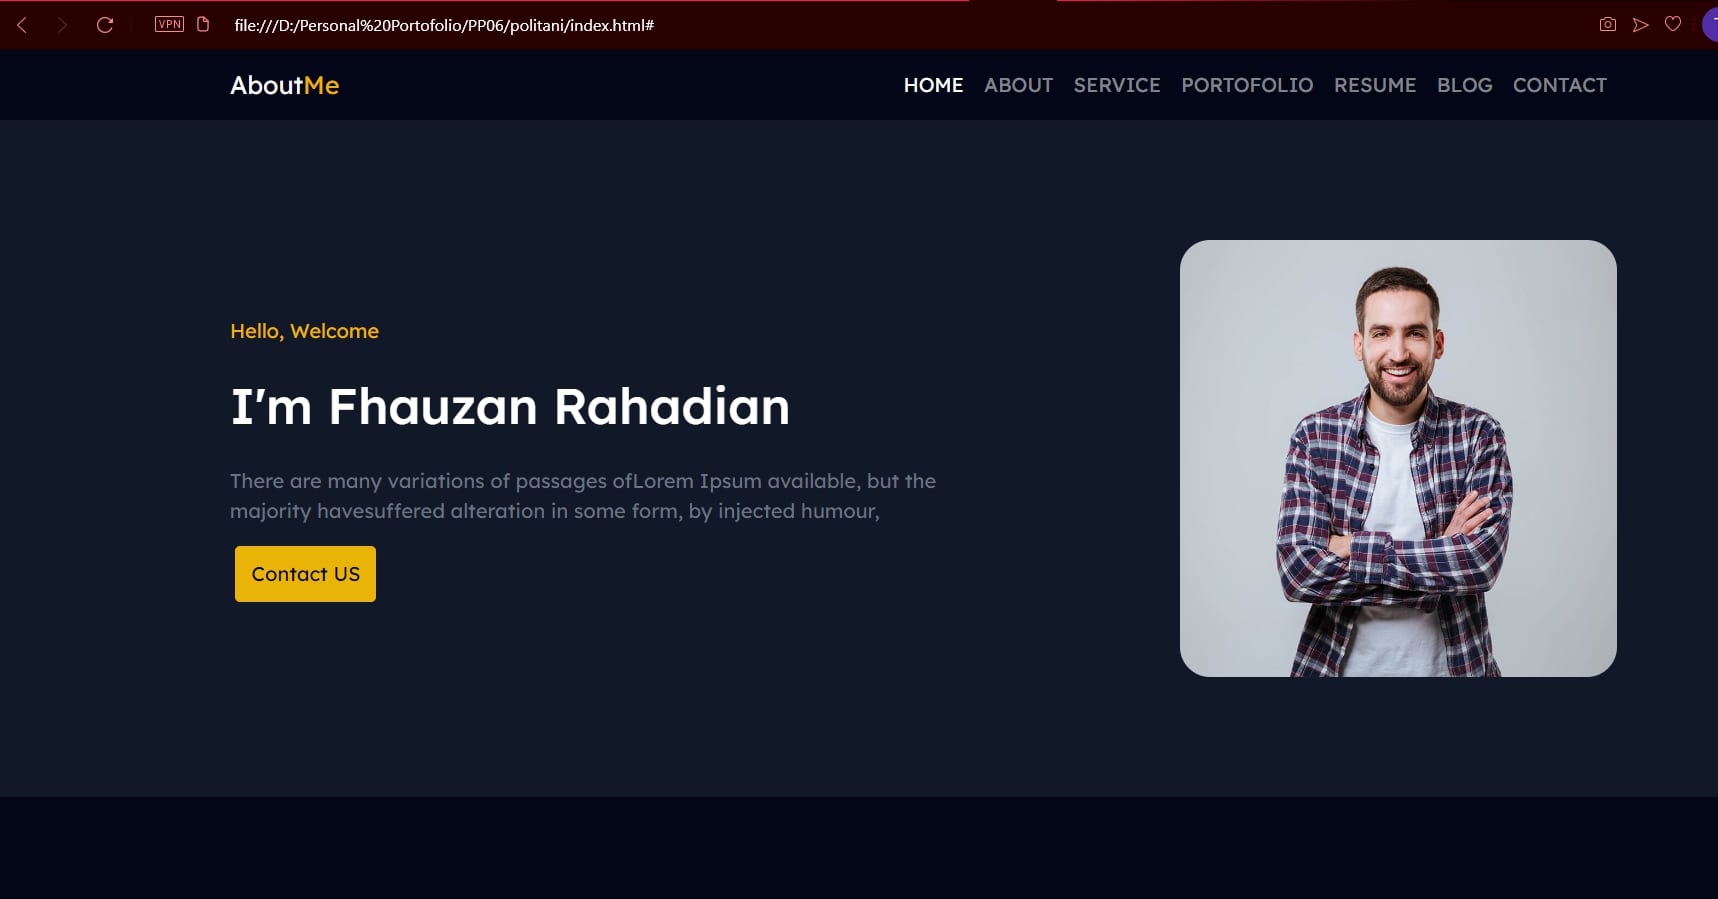 VPN file:///D:/Personal%20Portofolio/PP06/politani/index.html#
AboutMe HOME ABOUT SERVICE PORTOFOLIO RESUME BLOG CONTACT
Hello, Welcome
I'm Fhauzan Rahadian
There are many variations of passages ofLorem Ipsum available, but the
majority havesuffered alteration in some form, by injected humour,
Contact US